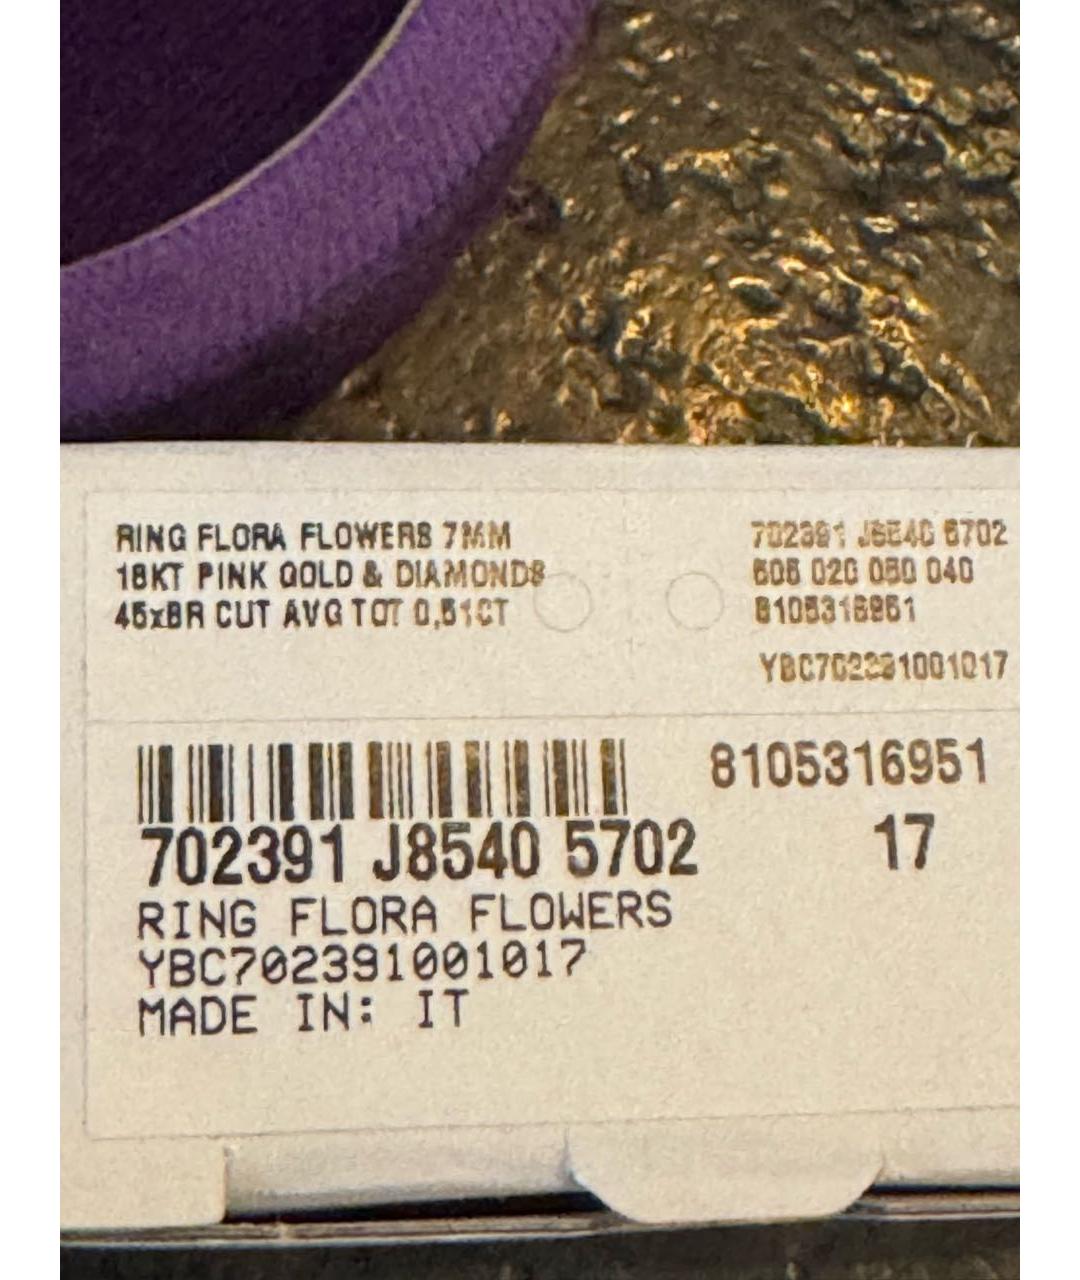 RING FLORA FLOWERS 7MM
18KT PINK GOLD & DIAMONDS
45xBR CUT AVG TOT 0,51CT
702391 J8540 5702
606 020 050 040
8105316951
YBC702391001017
8105316951
17
702391 J8540 5702
RING FLORA FLOWERS
YBC702391001017
MADE IN: IT